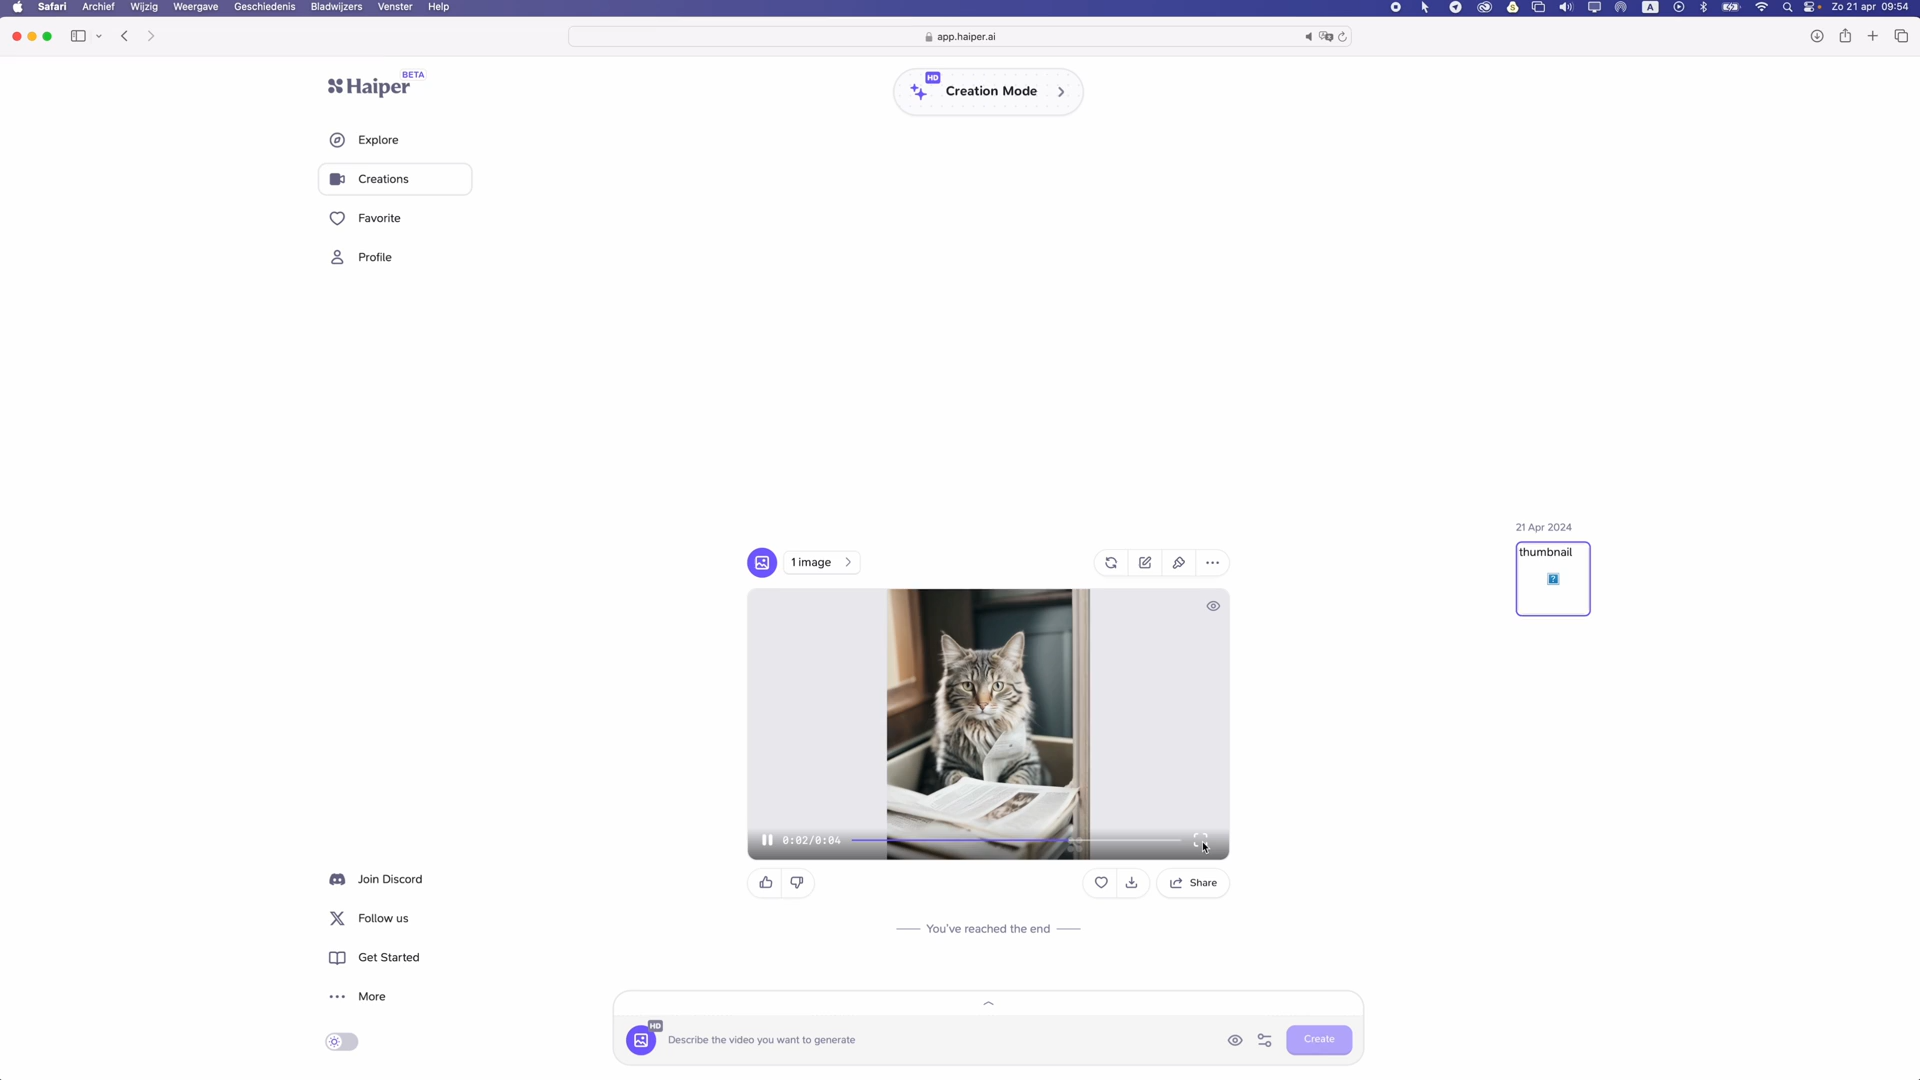 Safari Archief Wijzig Weergave Geschiedenis Bladwijzers Venster Help
A Zo 21 apr 09:54
app.haiper.ai
Haiper BETA
HD
Creation Mode
Explore
Creations
Favorite
Profile
21 Apr 2024
thumbnail
1 image
0:02/0:04
Share
You've reached the end
Join Discord
Follow us
Get Started
More
HD
Describe the video you want to generate
Create